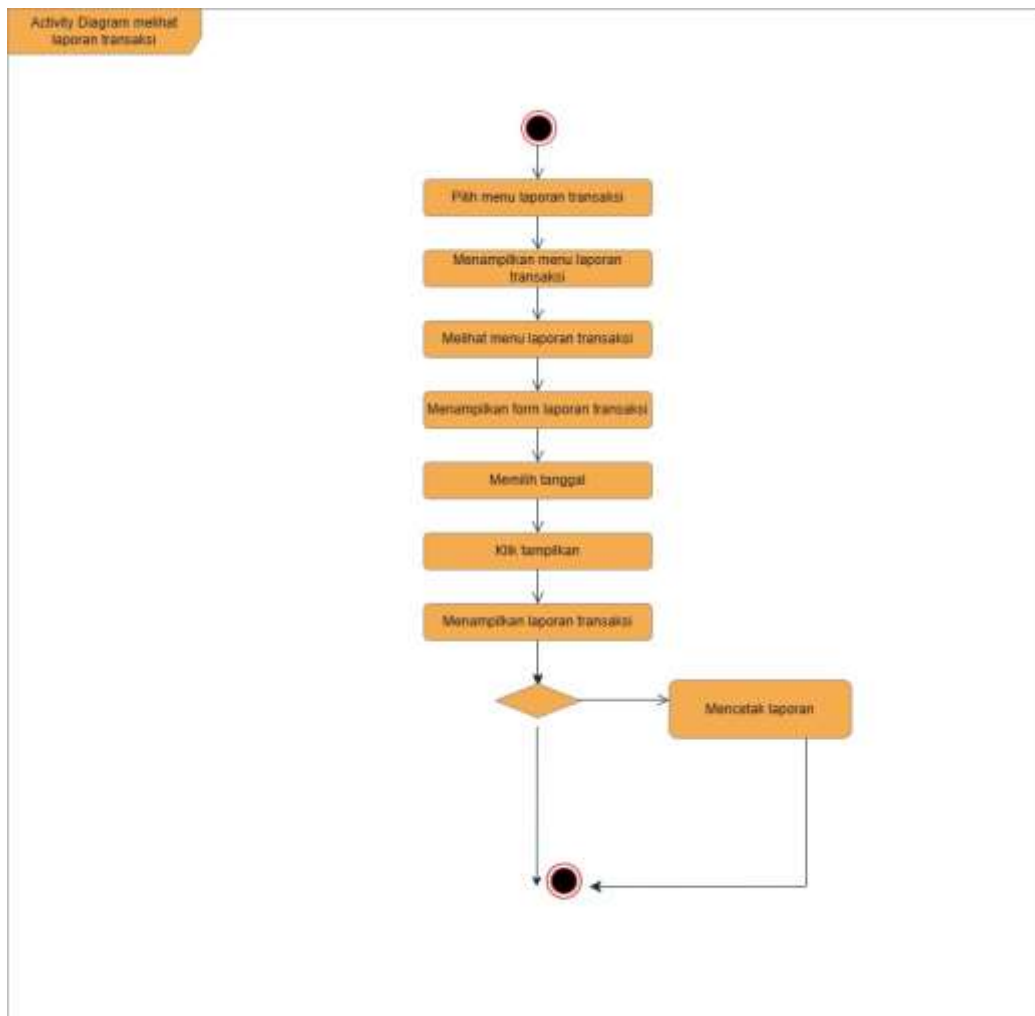 Activity Diagram melihat
laporan transaksi
Pilih menu laporan transaksi
Menampilkan menu laporan
transaksi
Melihat menu laporan transaksi
Menampilkan form laporan transaksi
Memilih tanggal
Klik tampilkan
Menampilkan laporan transaksi
Mencetak laporan